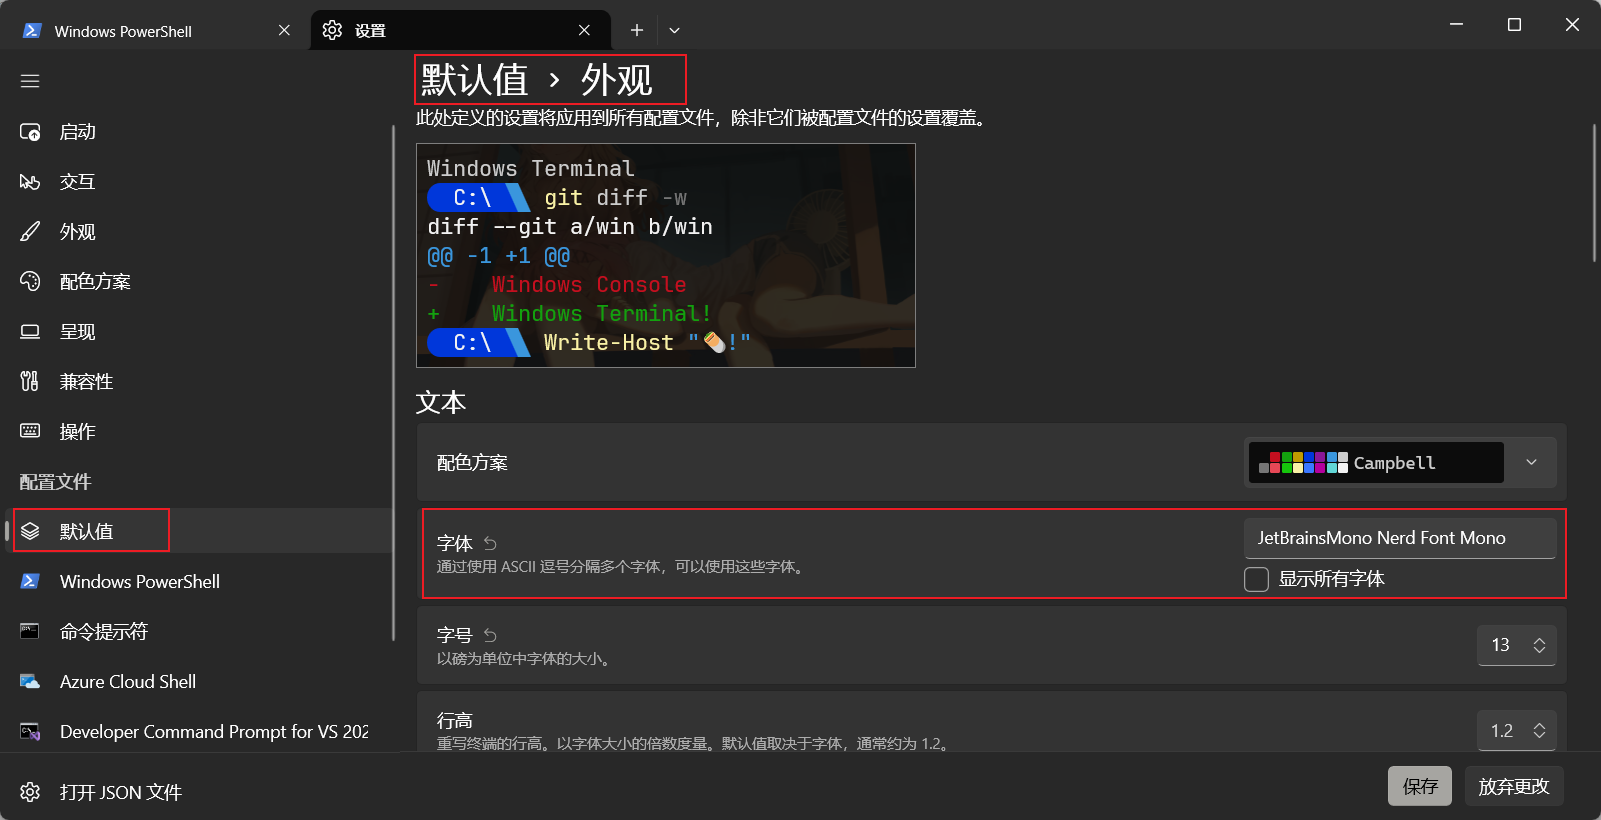 Windows PowerShell
设置
默认值 › 外观
此处定义的设置将应用到所有配置文件，除非它们被配置文件的设置覆盖。
启动
交互
外观
配色方案
呈现
兼容性
操作
配置文件
默认值
Windows PowerShell
命令提示符
Azure Cloud Shell
Developer Command Prompt for VS 202
打开 JSON 文件
Windows Terminal
C:\ git diff -w
diff --git a/win b/win
@@ -1 +1 @@
-    Windows Console
+    Windows Terminal!
C:\ Write-Host "🌯!"
文本
配色方案
Campbell
字体
通过使用 ASCII 逗号分隔多个字体，可以使用这些字体。
JetBrainsMono Nerd Font Mono
显示所有字体
字号
以磅为单位中字体的大小。
13
行高
重写终端的行高。以字体大小的倍数度量。默认值取决于字体，通常约为 1.2。
1.2
保存
放弃更改